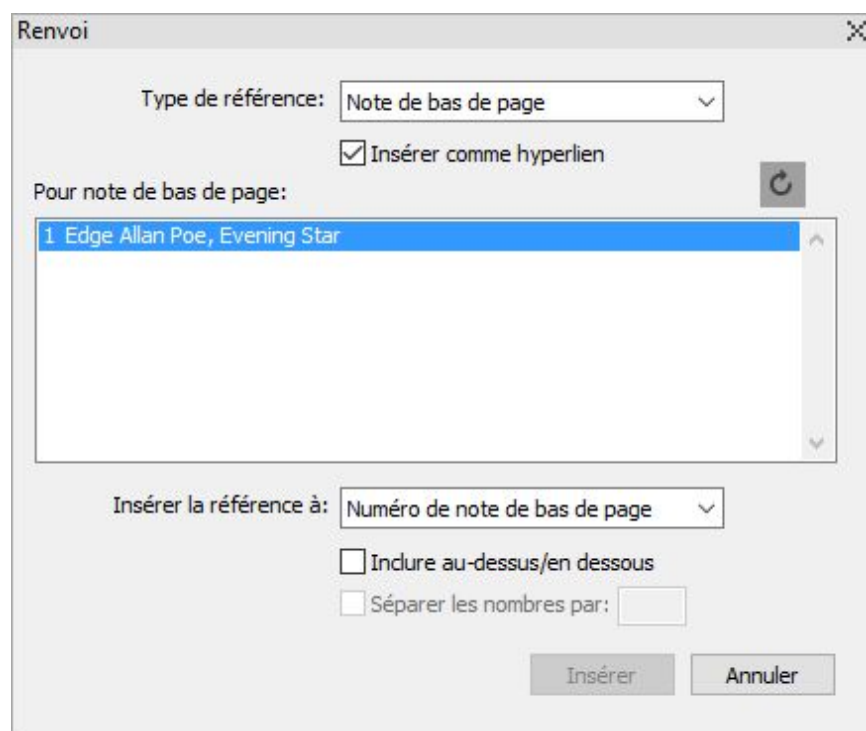 Renvoi
Type de référence: Note de bas de page
Insérer comme hyperlien
Pour note de bas de page:
1 Edge Allan Poe, Evening Star
Insérer la référence à: Numéro de note de bas de page
Inclure au-dessus/en dessous
Séparer les nombres par:
Insérer Annuler